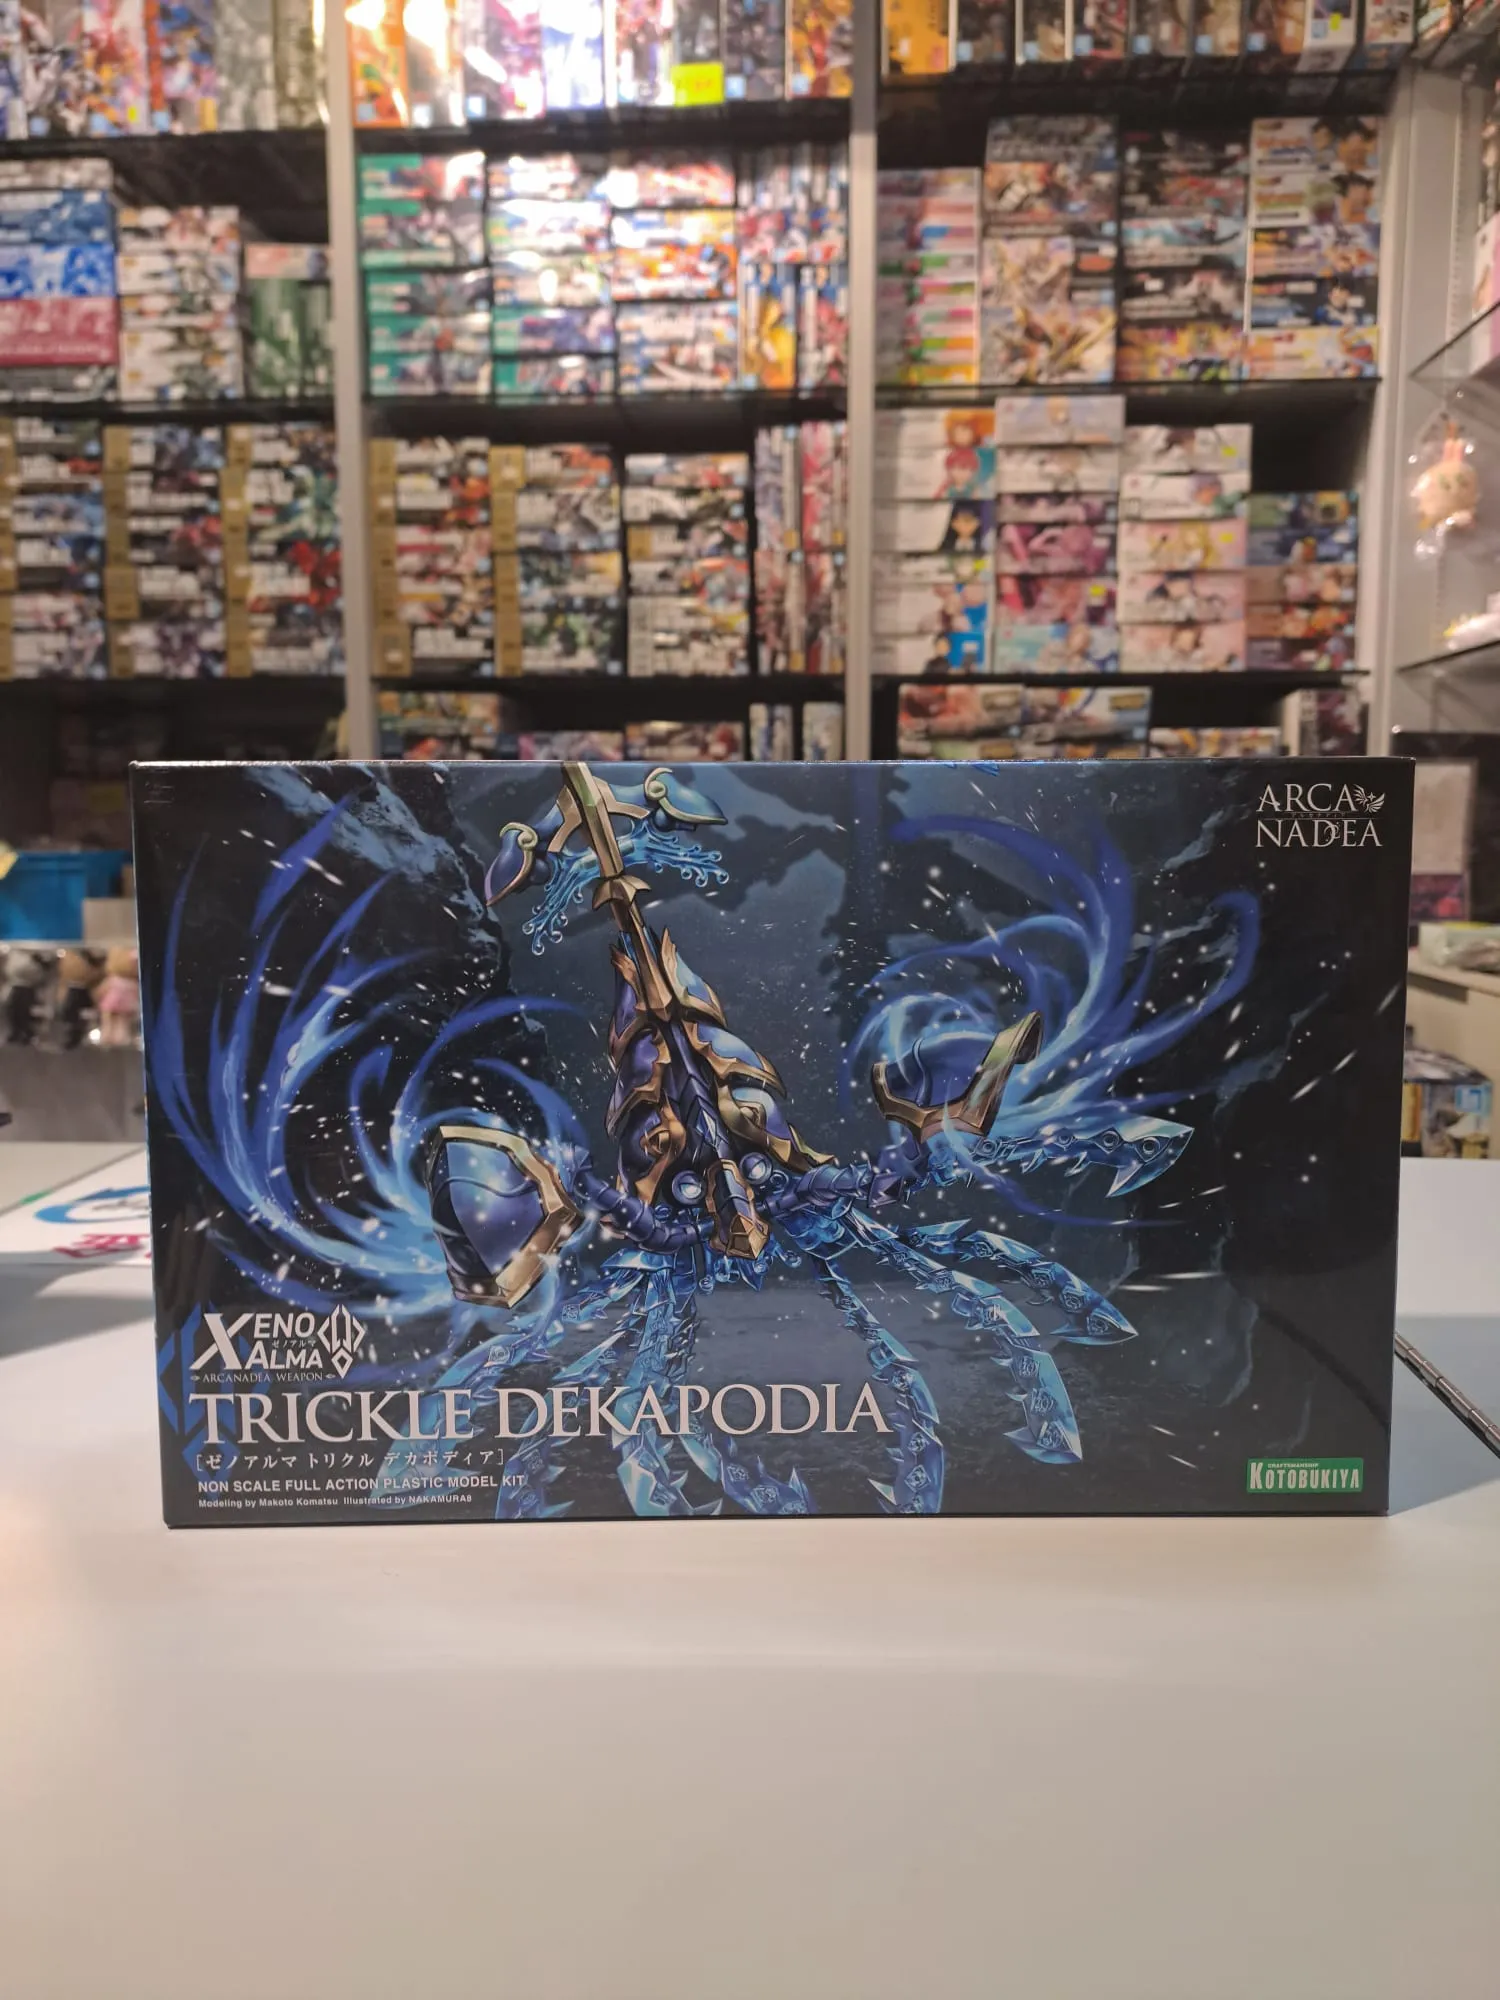 ARCA
NADEA
XENO
ゼノアルマ
ALMA
ARCANADEA WEAPON
TRICKLE DEKAPODIA
[ゼノアルマ トリクル デカポディア]
NON SCALE FULL ACTION PLASTIC MODEL KIT
Modeling by Makoto Komatsu Illustrated by NAKAMURA8
CRAFTSMANSHIP
KOTOBUKIYA